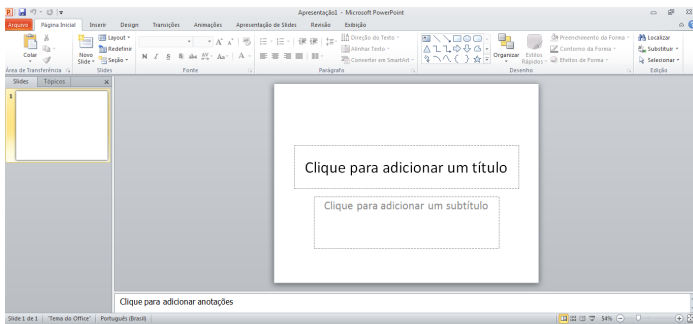 Apresentação1 - Microsoft PowerPoint
Arquivo Página Inicial Inserir Design Transições Animações Apresentação de Slides Revisão Exibição
Colar
Novo Slide
Layout
Redefinir
Seção
N I S S abc AV Aa A
Direção do Texto
Alinhar Texto
Converter em SmartArt
Organizar
Estilos Rápidos
Preenchimento da Forma
Contorno da Forma
Efeitos de Forma
Localizar
Substituir
Selecionar
Área de Transferência Slides Fonte Parágrafo Desenho Edição
Slides Tópicos
1
Clique para adicionar um título
Clique para adicionar um subtítulo
Clique para adicionar anotações
Slide 1 de 1 "Tema do Office" Português (Brasil) 54%